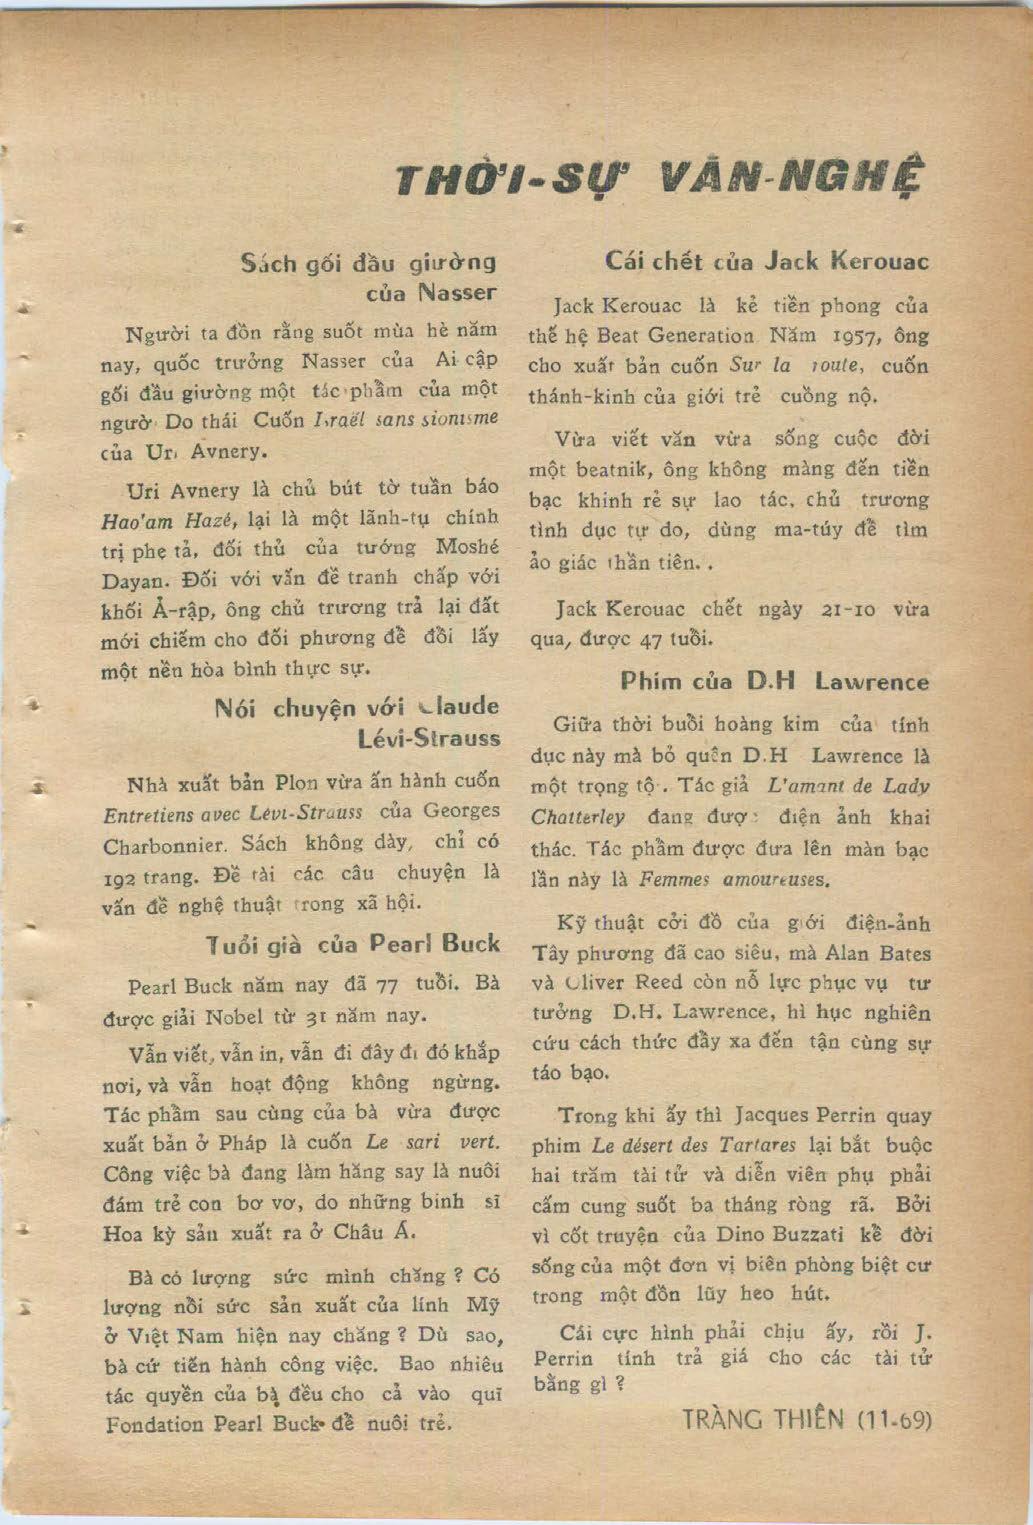 THỜI-SỰ VĂN-NGHỆ
Sách gối đầu giường
của Nasser
Người ta đồn rằng suốt mùa hè năm
nay, quốc trưởng Nasser của Ai cập
gối đầu giường một tác phẩm của một
người Do thái Cuốn Israël sans sionisme
của Uri Avnery.
Uri Avnery là chủ bút tờ tuần báo
Hao'am Hazé, lại là một lãnh-tụ chính
trị phe tả, đối thủ của tướng Moshé
Dayan. Đối với vấn đề tranh chấp với
khối Ả-rập, ông chủ trương trả lại đất
mới chiếm cho đối phương để đổi lấy
một nền hòa bình thực sự.
Nói chuyện với Claude
Lévi-Strauss
Nhà xuất bản Plon vừa ấn hành cuốn
Entretiens avec Lévi-Strauss của Georges
Charbonnier. Sách không dày, chỉ có
192 trang. Đề tài các câu chuyện là
vấn đề nghệ thuật trong xã hội.
Tuổi già của Pearl Buck
Pearl Buck năm nay đã 77 tuổi. Bà
được giải Nobel từ 31 năm nay.
Vẫn viết, vẫn in, vẫn đi đây đi đó khắp
nơi, và vẫn hoạt động không ngừng.
Tác phẩm sau cùng của bà vừa được
xuất bản ở Pháp là cuốn Le sari vert.
Công việc bà đang làm hăng say là nuôi
đám trẻ con bơ vơ, do những binh sĩ
Hoa kỳ sản xuất ra ở Châu Á.
Bà có lượng sức mình chăng ? Có
lượng nổi sức sản xuất của lính Mỹ
ở Việt Nam hiện nay chăng ? Dù sao,
bà cứ tiến hành công việc. Bao nhiêu
tác quyền của bà đều cho cả vào quĩ
Fondation Pearl Buck để nuôi trẻ.
Cái chết của Jack Kerouac
Jack Kerouac là kẻ tiền phong của
thế hệ Beat Generation Năm 1957, ông
cho xuất bản cuốn Sur la route, cuốn
thánh-kinh của giới trẻ cuồng nộ.
Vừa viết văn vừa sống cuộc đời
một beatnik, ông không màng đến tiền
bạc khinh rẻ sự lao tác, chủ trương
tình dục tự do, dùng ma-túy để tìm
ảo giác thần tiên..
Jack Kerouac chết ngày 21-10 vừa
qua, được 47 tuổi.
Phim của D.H Lawrence
Giữa thời buổi hoàng kim của tính
dục này mà bỏ quên D.H Lawrence là
một trọng tội. Tác giả L'amant de Lady
Chatterley đang được điện ảnh khai
thác. Tác phẩm được đưa lên màn bạc
lần này là Femmes amoureuses.
Kỹ thuật cởi đồ của giới điện-ảnh
Tây phương đã cao siêu, mà Alan Bates
và Oliver Reed còn nỗ lực phục vụ tư
tưởng D.H. Lawrence, hì hục nghiên
cứu cách thức đẩy xa đến tận cùng sự
táo bạo.
Trong khi ấy thì Jacques Perrin quay
phim Le désert des Tartares lại bắt buộc
hai trăm tài tử và diễn viên phụ phải
cấm cung suốt ba tháng ròng rã. Bởi
vì cốt truyện của Dino Buzzati kể đời
sống của một đơn vị biên phòng biệt cư
trong một đồn lũy heo hút.
Cái cực hình phải chịu ấy, rồi J.
Perrin tính trả giá cho các tài tử
bằng gì ?
TRÀNG THIÊN (11-69)